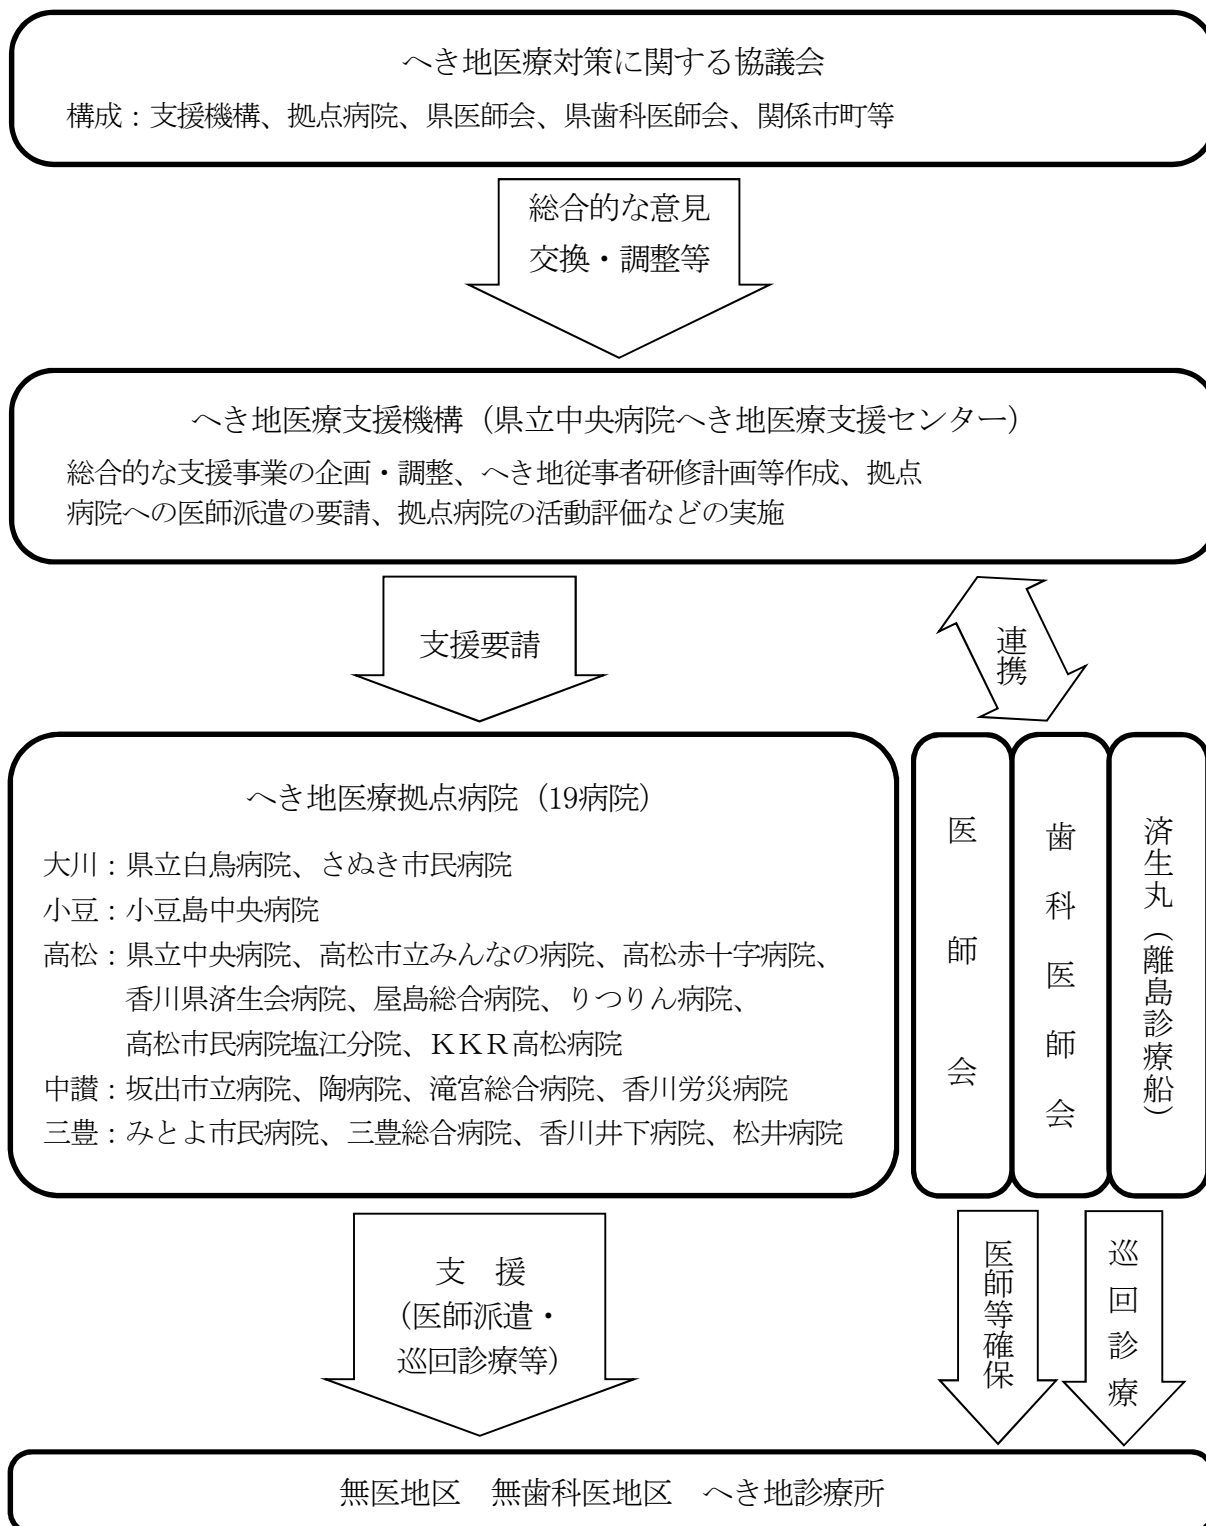 へき地医療対策に関する協議会
構成：支援機構、拠点病院、県医師会、県歯科医師会、関係市町等
総合的な意見
交換・調整等
へき地医療支援機構（県立中央病院へき地医療支援センター）
総合的な支援事業の企画・調整、へき地従事者研修計画等作成、拠点
病院への医師派遣の要請、拠点病院の活動評価などの実施
支援要請
連携
へき地医療拠点病院（19病院）
大川：県立白鳥病院、さぬき市民病院
小豆：小豆島中央病院
高松：県立中央病院、高松市立みんなの病院、高松赤十字病院、
香川県済生会病院、屋島総合病院、りつりん病院、
高松市民病院塩江分院、ＫＫＲ高松病院
中讃：坂出市立病院、陶病院、滝宮総合病院、香川労災病院
三豊：みとよ市民病院、三豊総合病院、香川井下病院、松井病院
医師会
歯科医師会
済生丸（離島診療船）
支　援
（医師派遣・
巡回診療等）
医師等確保
巡回診療
無医地区　無歯科医地区　へき地診療所